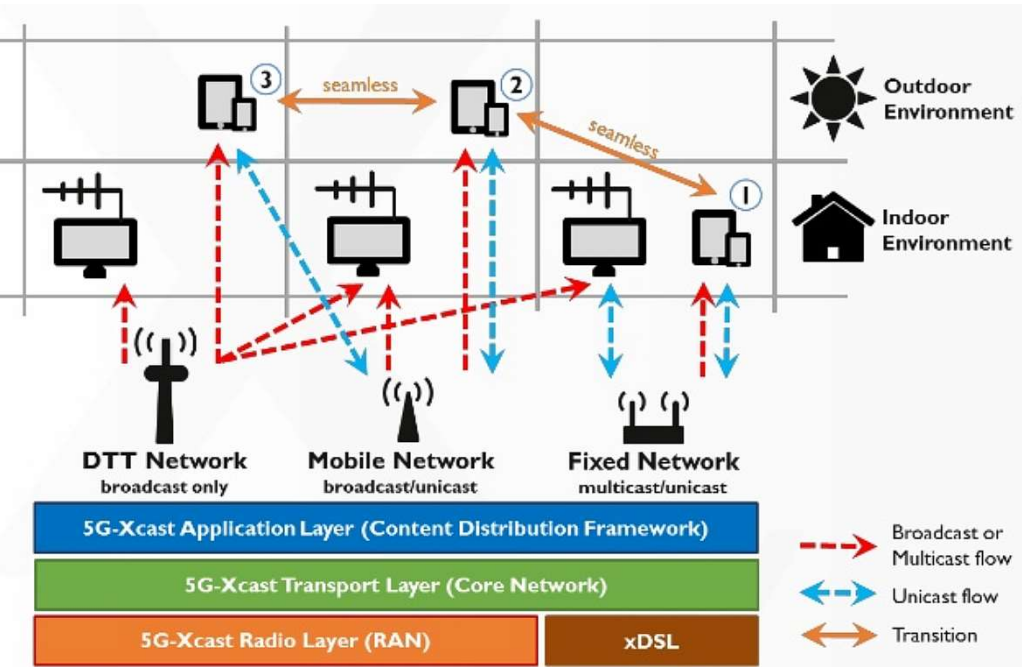 3
seamless
2
seamless
1
Outdoor
Environment
Indoor
Environment
DTT Network
broadcast only
Mobile Network
broadcast/unicast
Fixed Network
multicast/unicast
5G-Xcast Application Layer (Content Distribution Framework)
5G-Xcast Transport Layer (Core Network)
5G-Xcast Radio Layer (RAN)
xDSL
Broadcast or
Multicast flow
Unicast flow
Transition